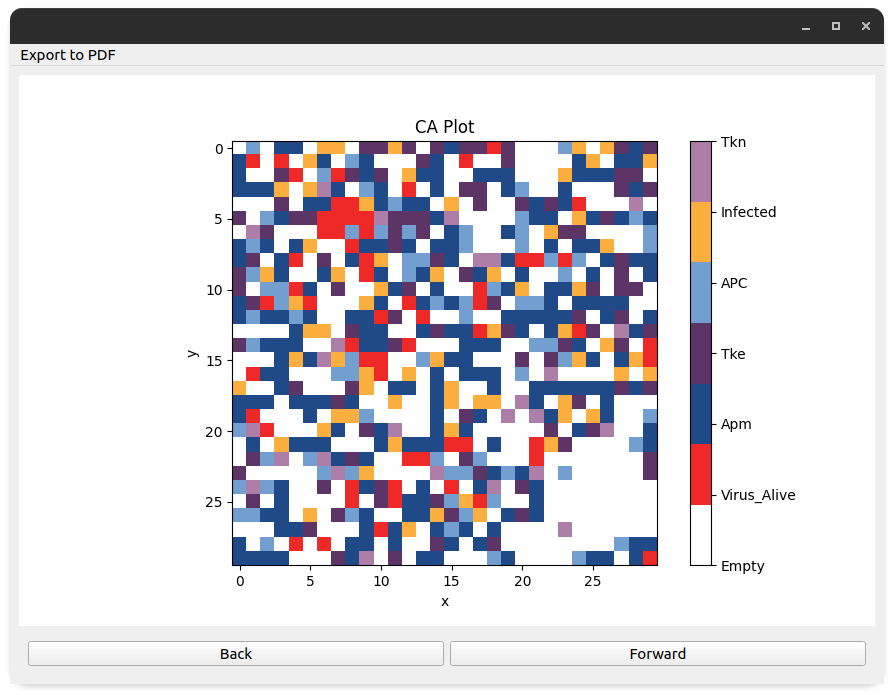 Export to PDF
CA Plot
0
5
10
15
20
25
y
0 5 10 15 20 25
x
Tkn
Infected
APC
Tke
Apm
Virus_Alive
Empty
Back Forward